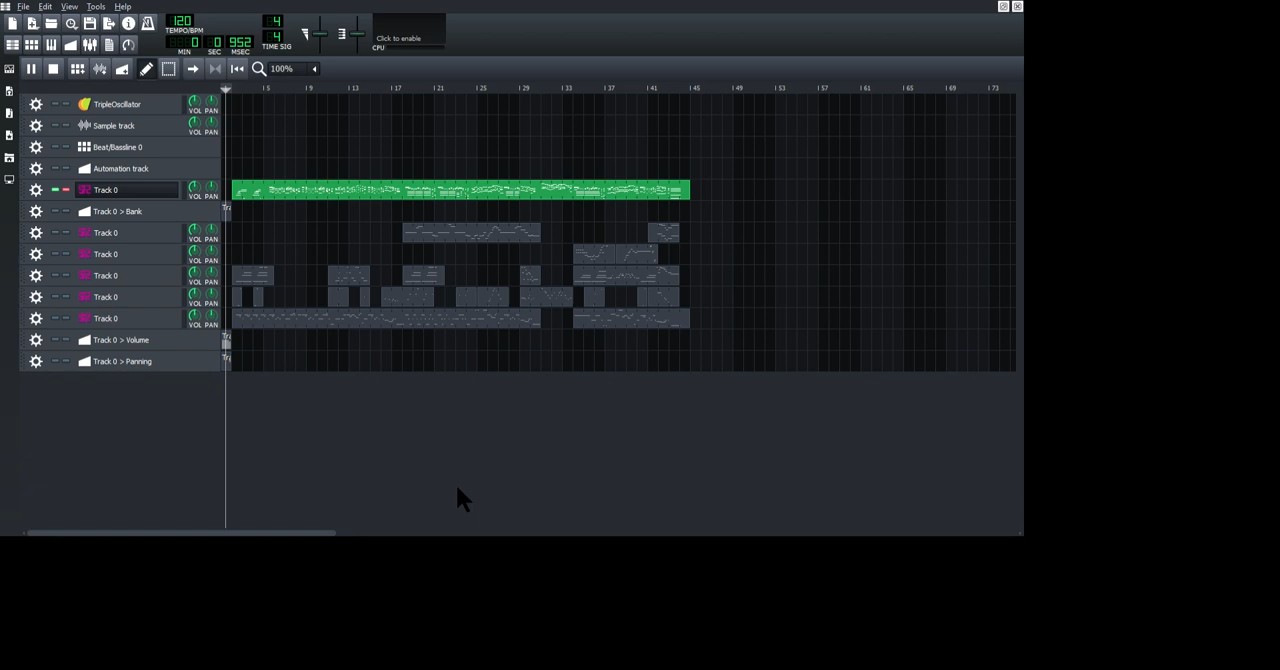 File Edit View Tools Help
120
TEMPO/BPM
0 0 952
MIN SEC MSEC
4
4
TIME SIG
Click to enable
CPU
100%
5 9 13 17 21 25 29 33 37 41 45 49 53 57 61 65 69 73
TripleOscillator VOL PAN
Sample track VOL PAN
Beat/Bassline 0
Automation track
Track 0 VOL PAN
Track 0 > Bank Tra
Track 0 VOL PAN
Track 0 VOL PAN
Track 0 VOL PAN
Track 0 VOL PAN
Track 0 VOL PAN
Track 0 > Volume Tra
Track 0 > Panning Tra